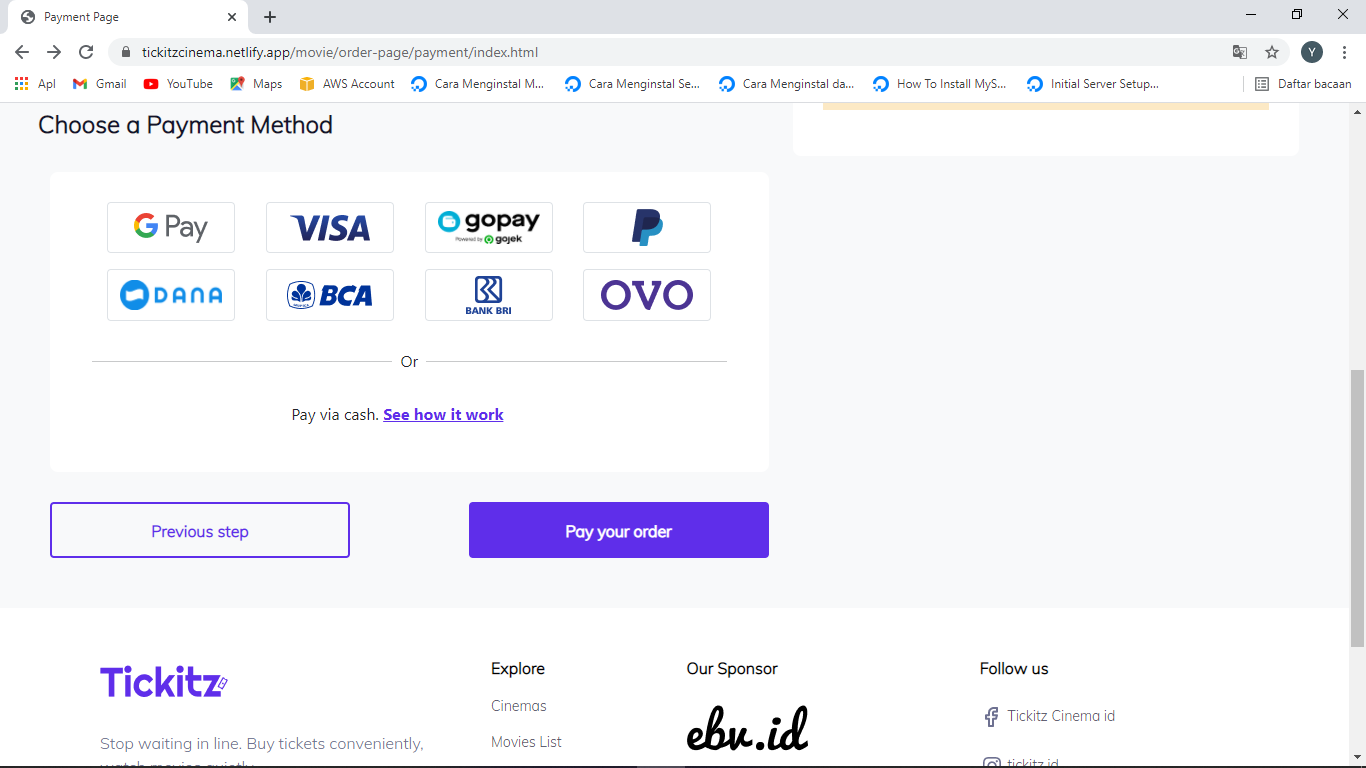 Payment Page
tickitzcinema.netlify.app/movie/order-page/payment/index.html
Y
Apl Gmail YouTube Maps AWS Account Cara Menginstal M... Cara Menginstal Se... Cara Menginstal da... How To Install MyS... Initial Server Setup... Daftar bacaan
Choose a Payment Method
G Pay VISA gopay
Powered by gojek
DANA BCA BANK BRI OVO
Or
Pay via cash. See how it work
Previous step Pay your order
Tickitz
Stop waiting in line. Buy tickets conveniently,
watch movies quietly
Explore
Cinemas
Movies List
Our Sponsor
ebv.id
Follow us
Tickitz Cinema id
tickitz.id